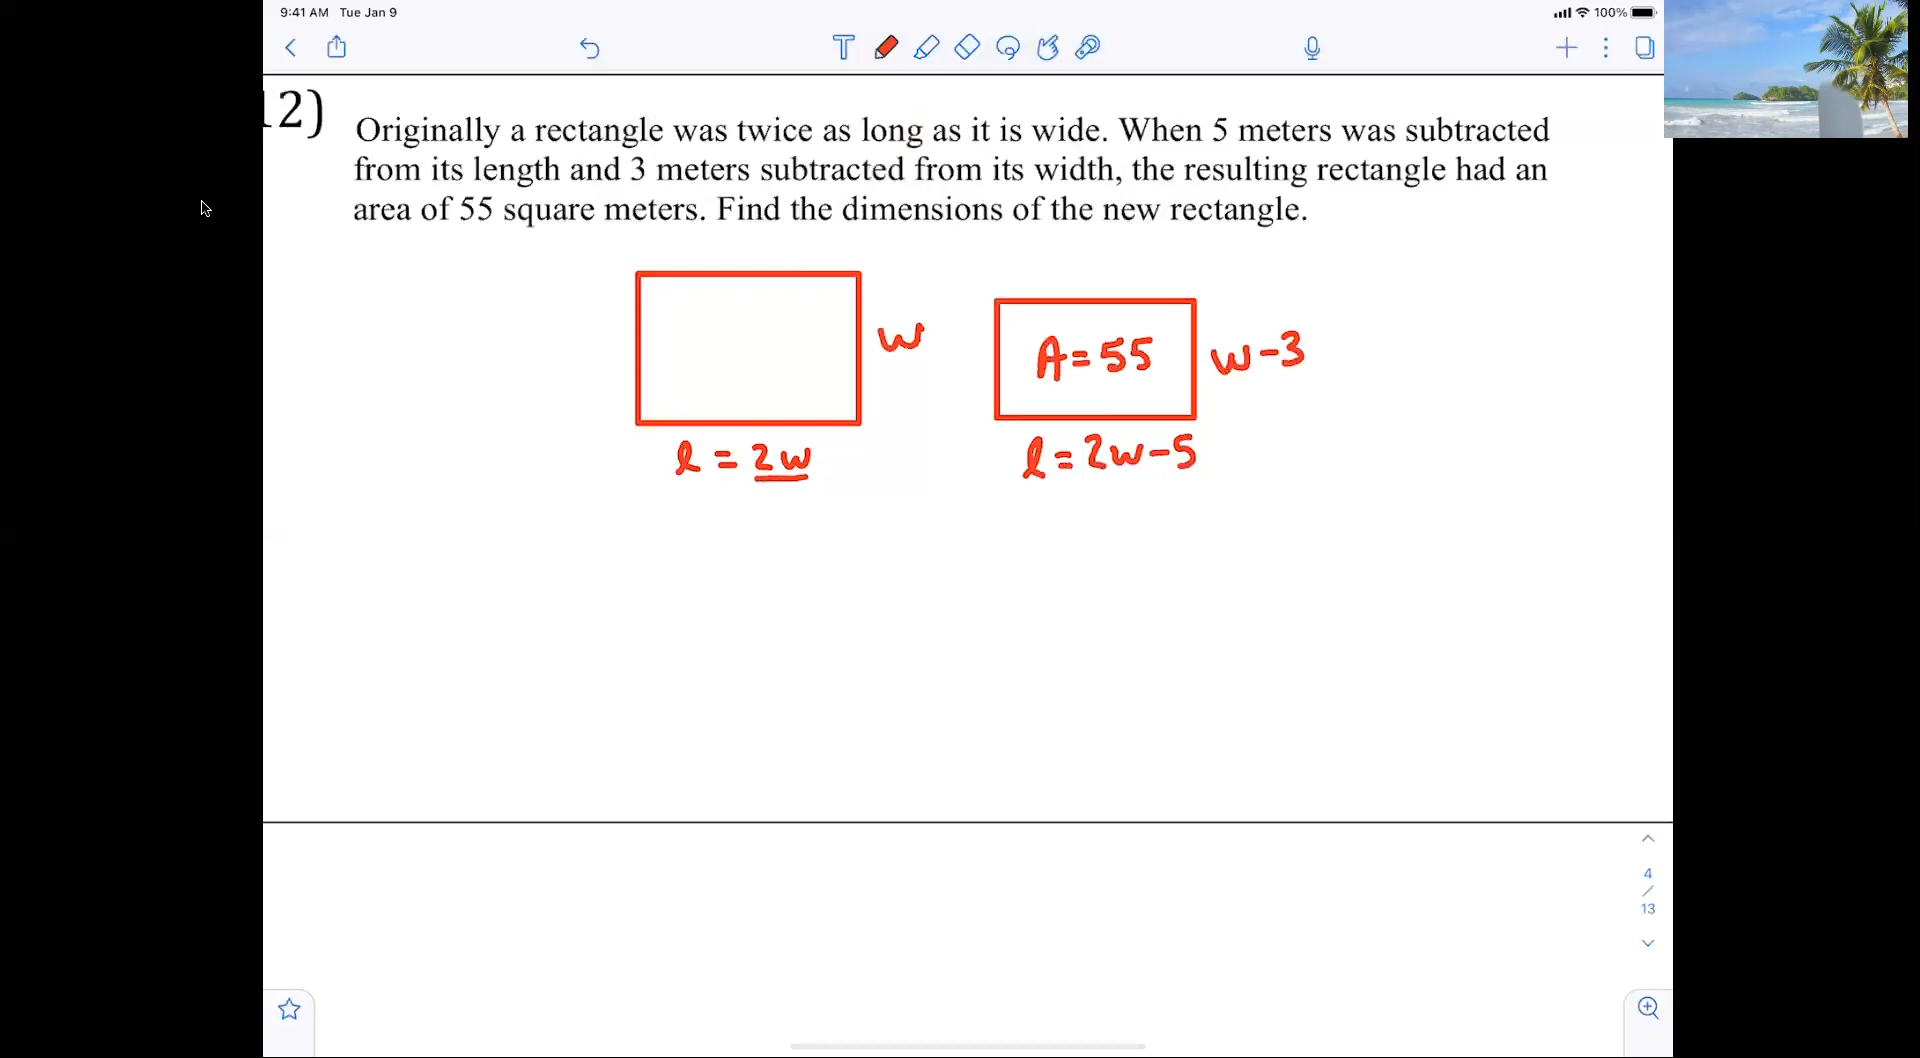 9:41 AM Tue Jan 9
100%
T
12)
Originally a rectangle was twice as long as it is wide. When 5 meters was subtracted
from its length and 3 meters subtracted from its width, the resulting rectangle had an
area of 55 square meters. Find the dimensions of the new rectangle.
w
A=55
w-3
l = 2w
l=2w-5
4
/
13